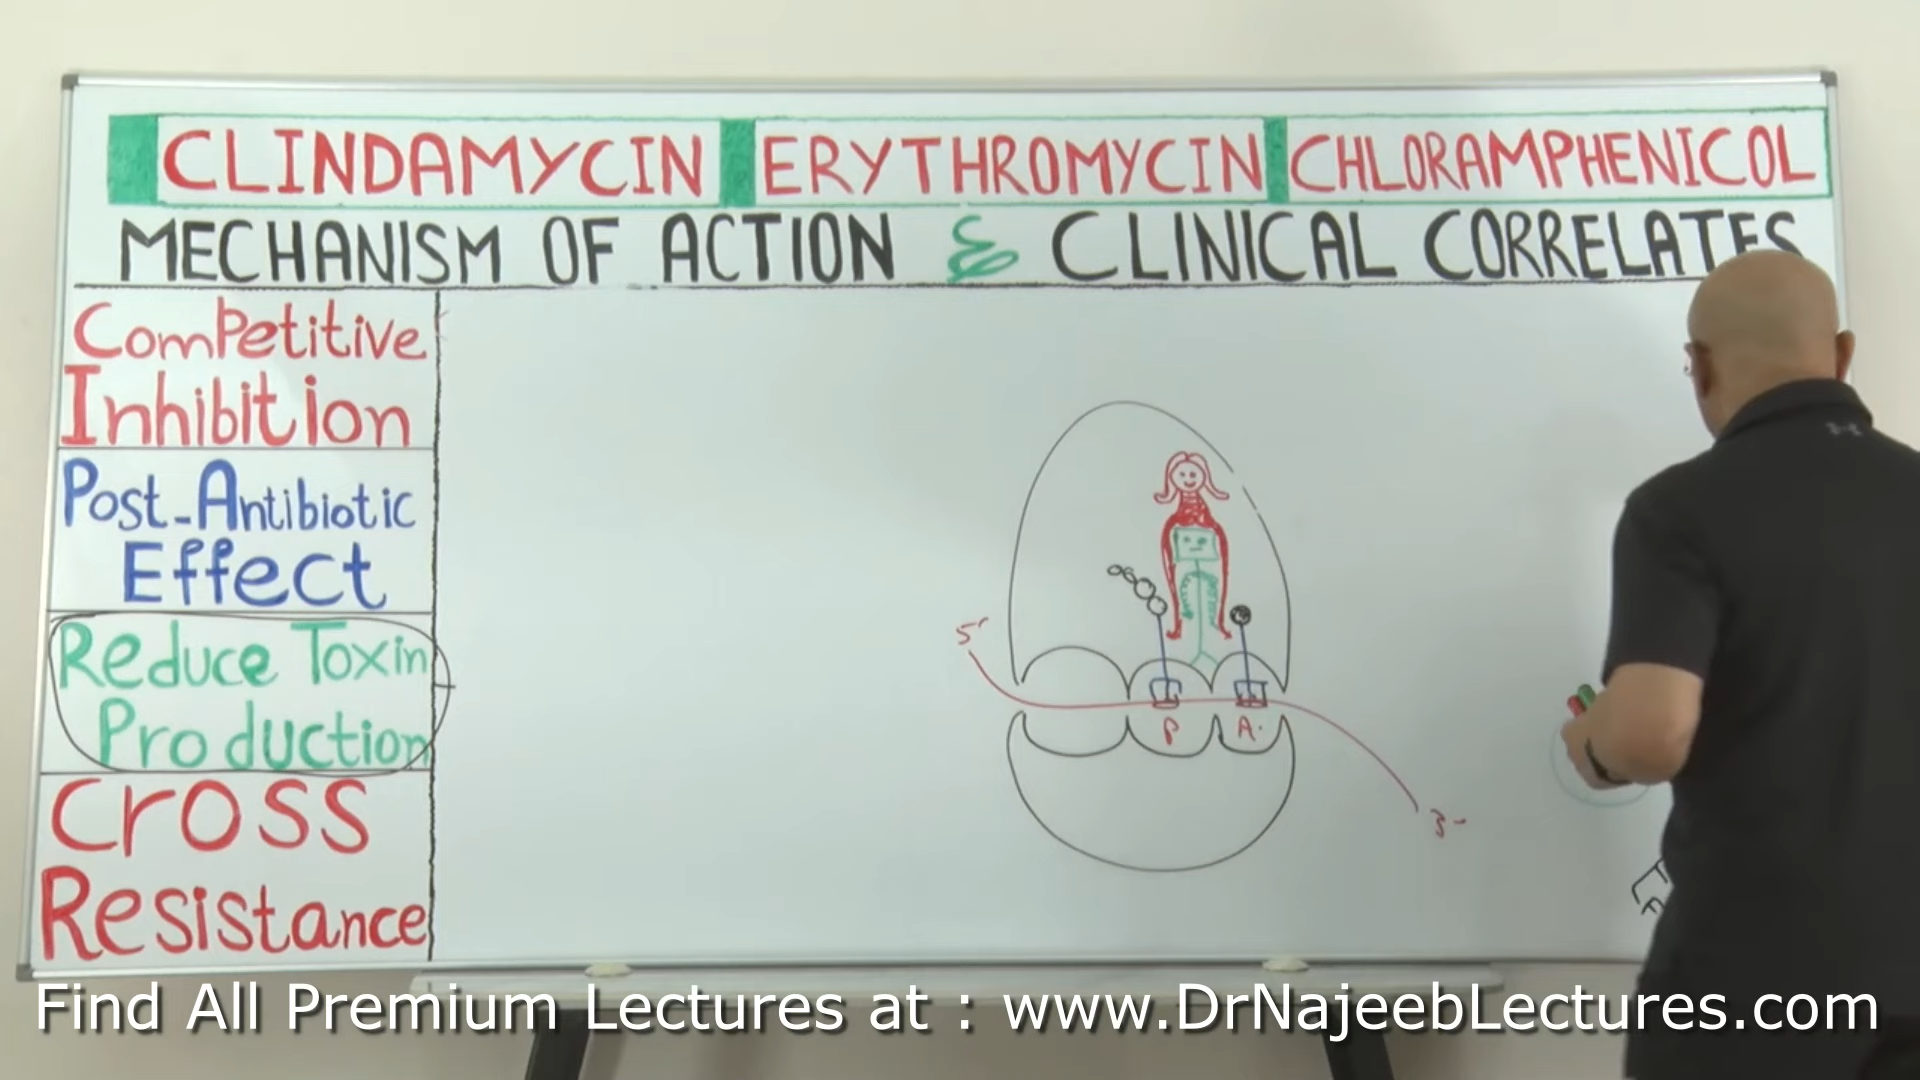 CLINDAMYCIN ERYTHROMYCIN CHLORAMPHENICOL
MECHANISM OF ACTION & CLINICAL CORRELATES
Competitive
Inhibition
Post-Antibiotic
Effect
Reduce Toxin
Production
Cross
Resistance
5'
P A.
3'
Find All Premium Lectures at : www.DrNajeebLectures.com